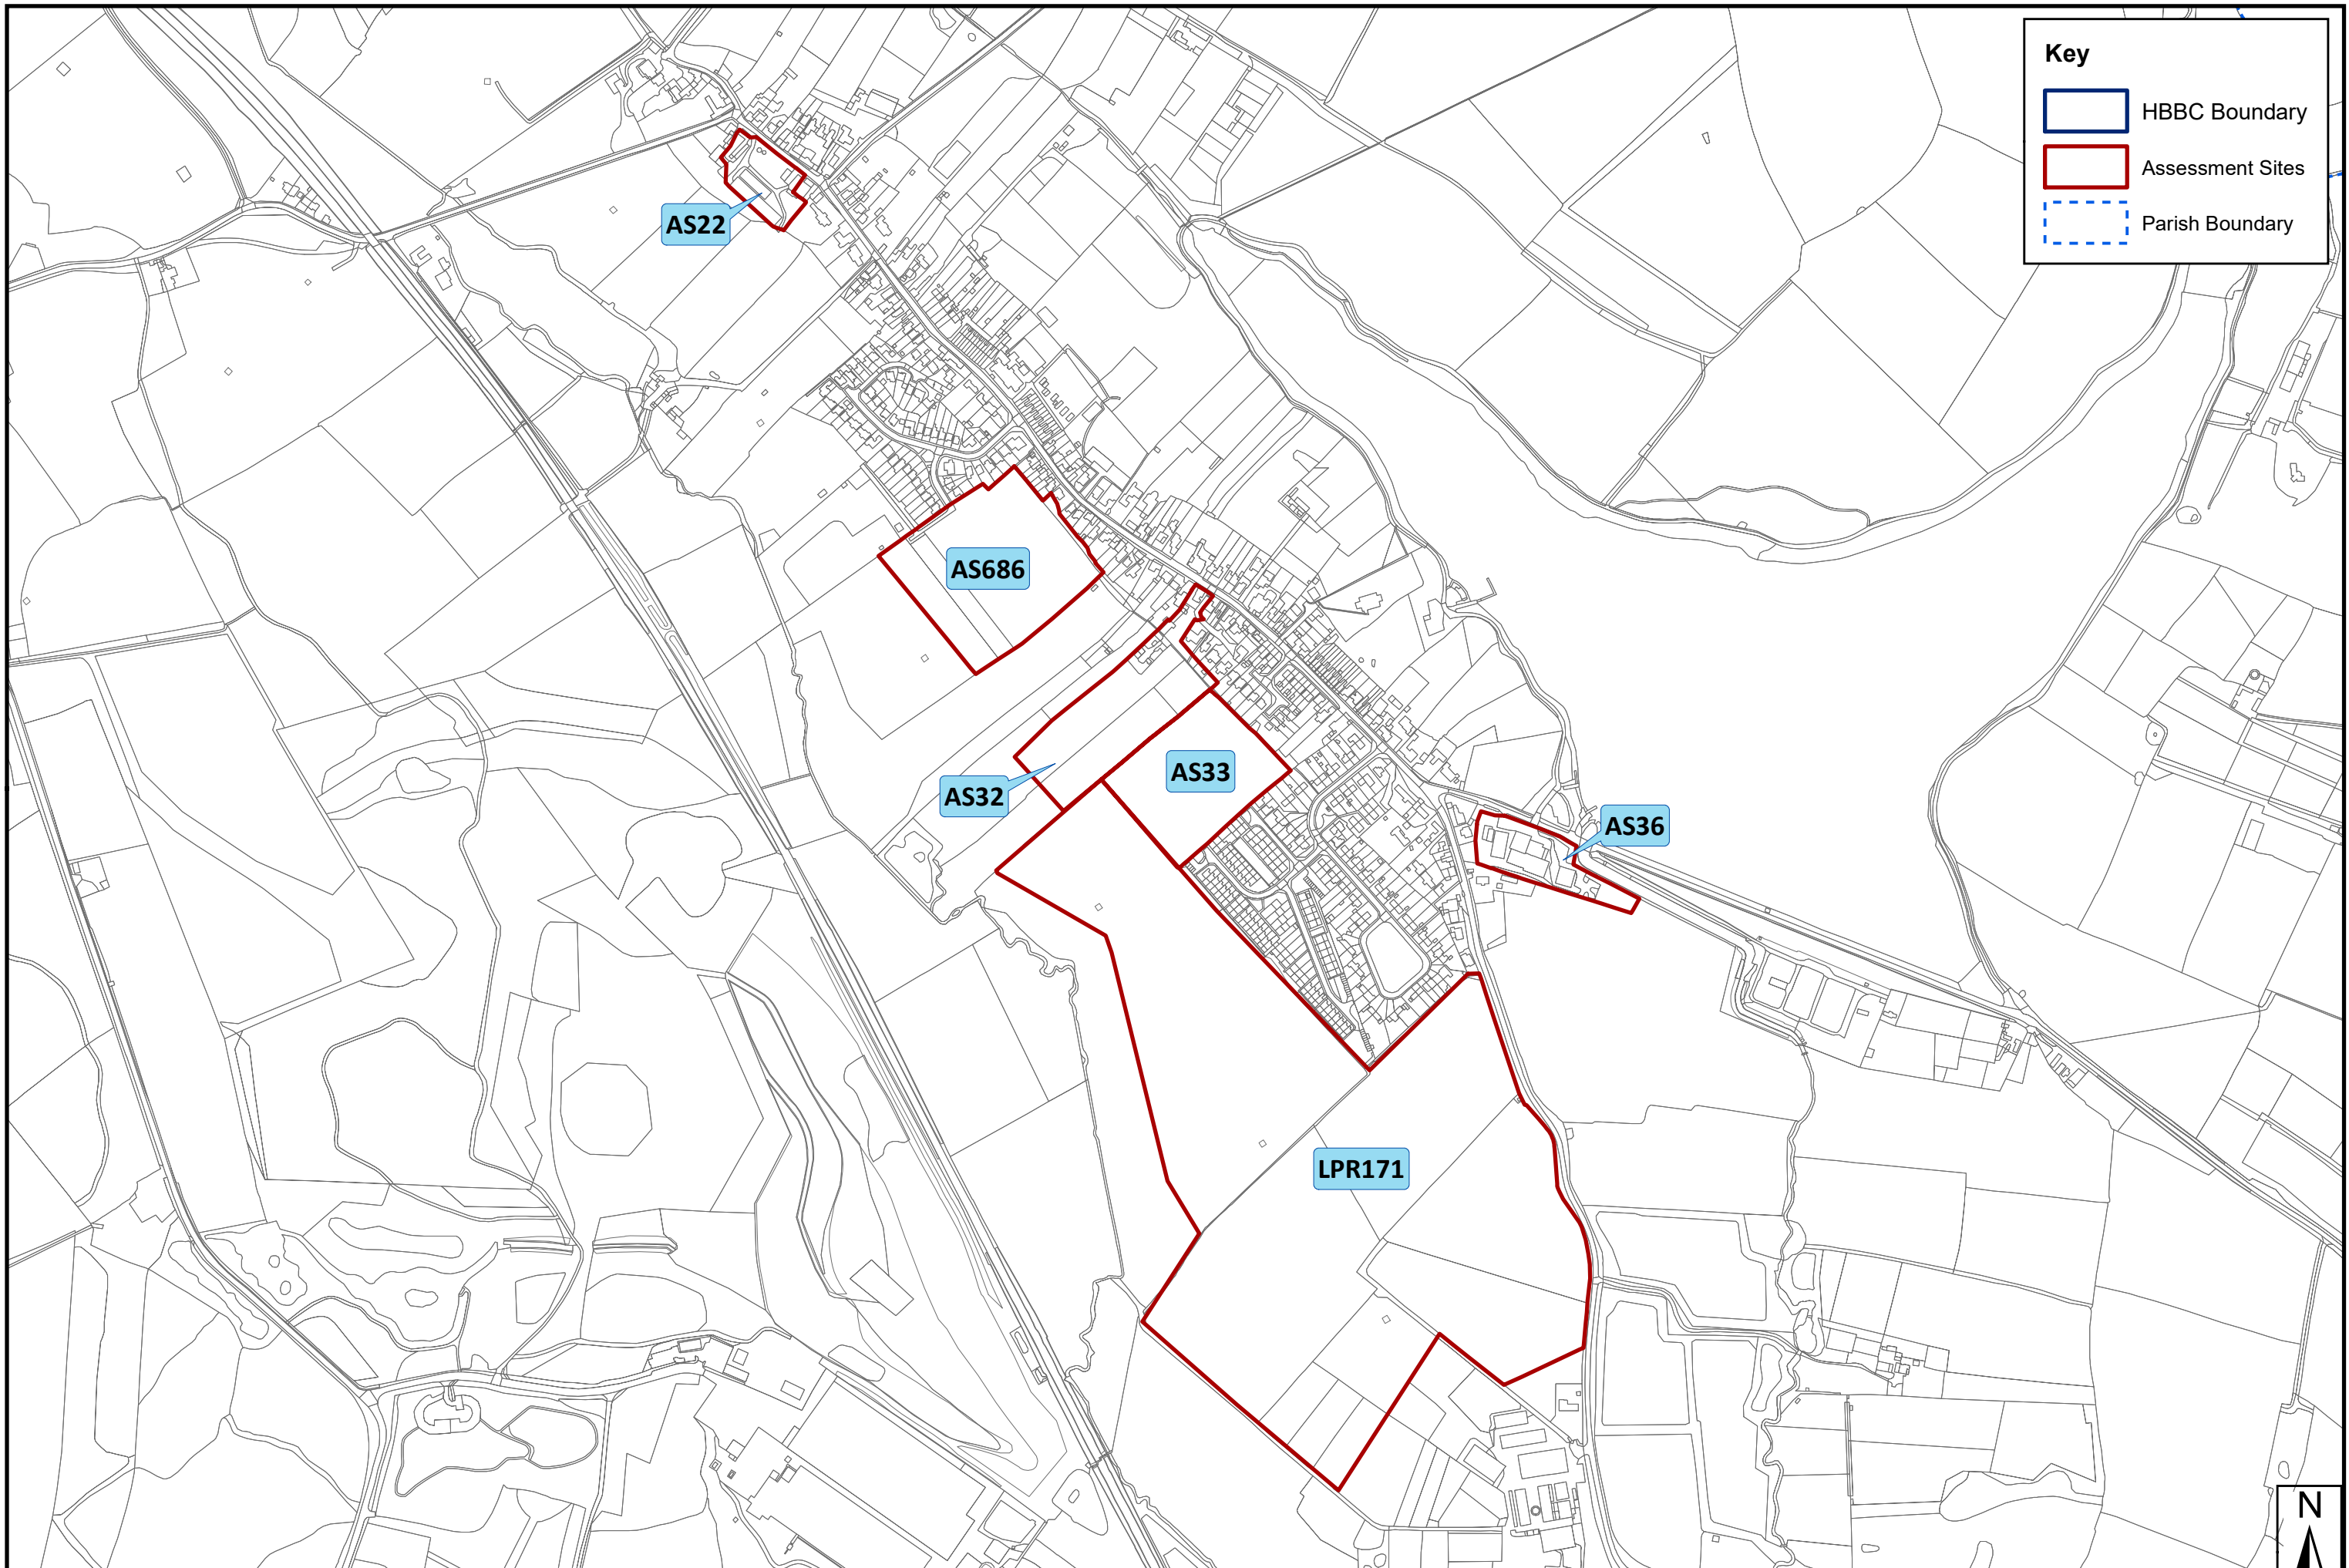 Key
HBBC Boundary
Assessment Sites
Parish Boundary
AS22
AS686
AS33
AS32
AS36
LPR171
N